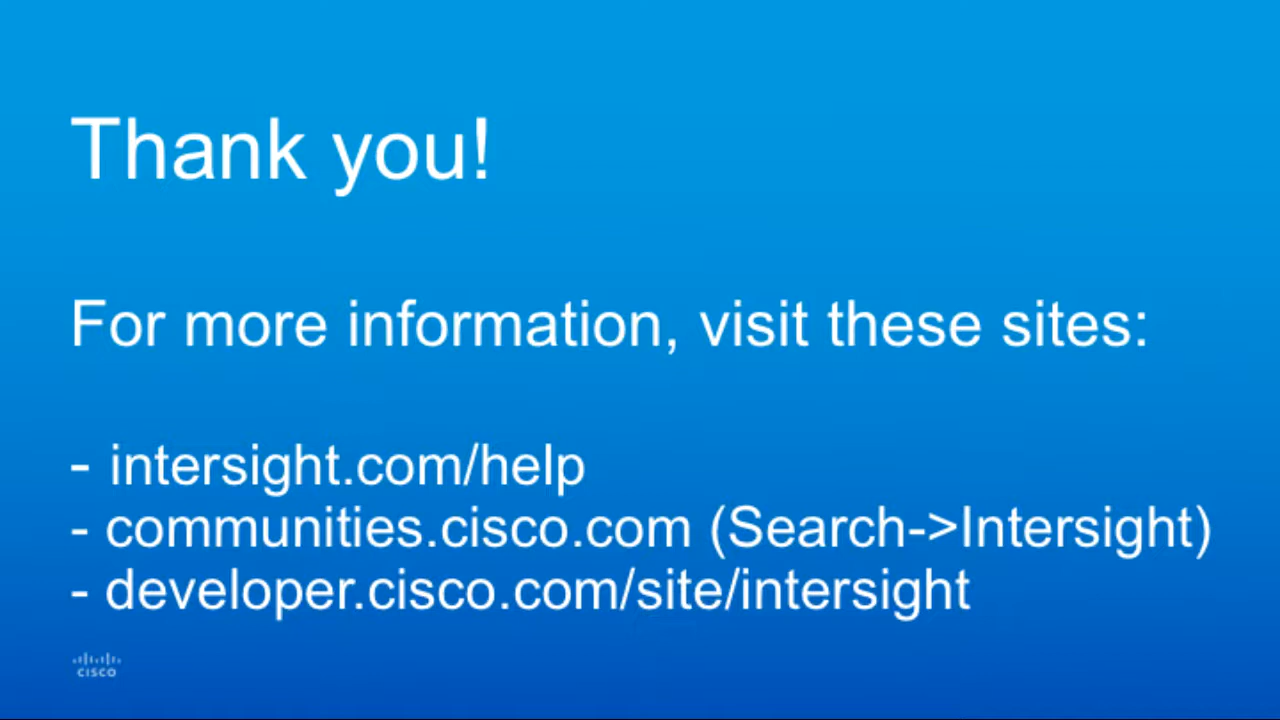 Thank you!
For more information, visit these sites:
- intersight.com/help
- communities.cisco.com (Search->Intersight)
- developer.cisco.com/site/intersight
CISCO